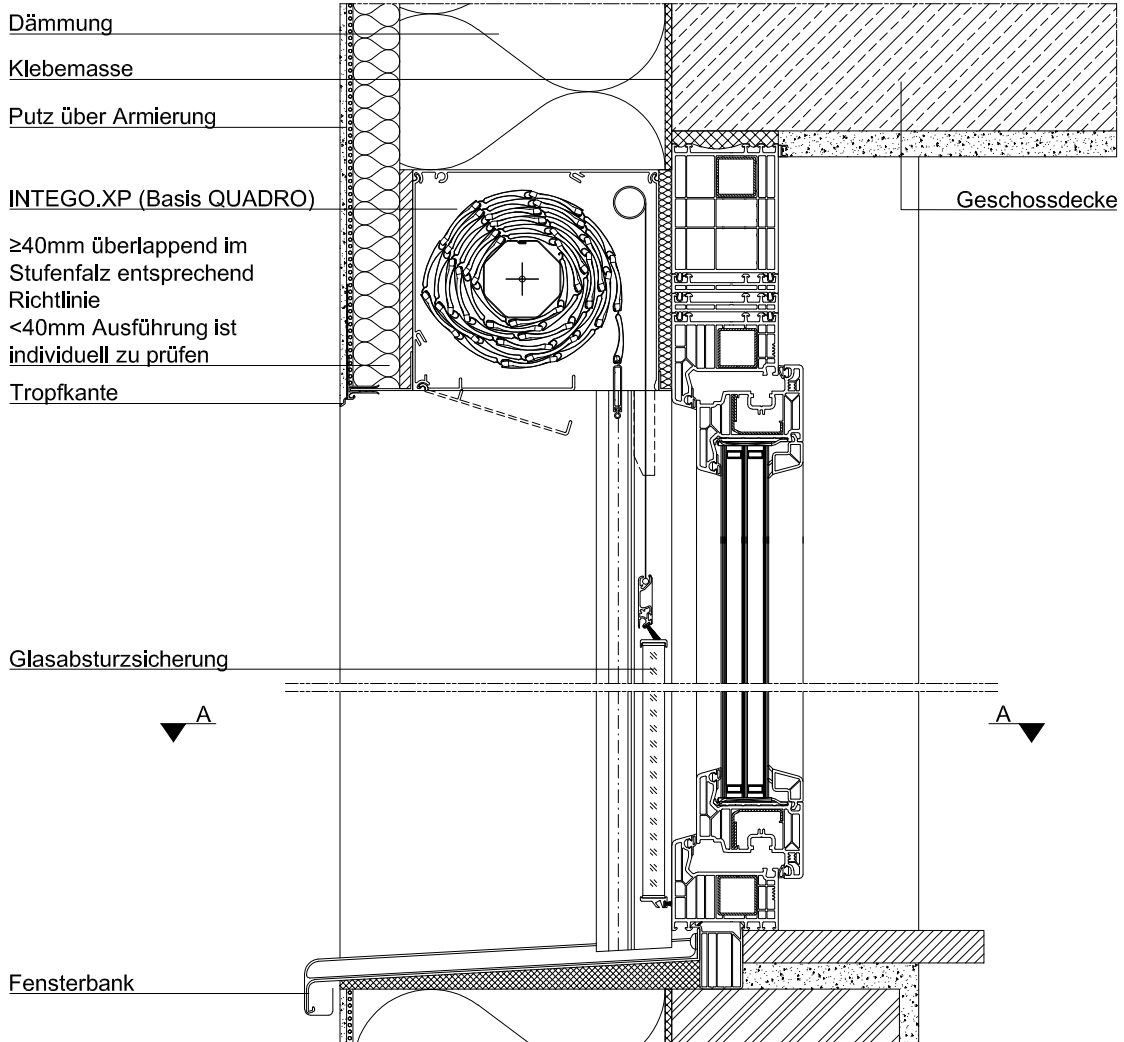 Dämmung
Klebemasse
Putz über Armierung
INTEGO.XP (Basis QUADRO)
≥40mm überlappend im
Stufenfalz entsprechend
Richtlinie
<40mm Ausführung ist
individuell zu prüfen
Tropfkante
Geschossdecke
Glasabsturzsicherung
A
A
Fensterbank